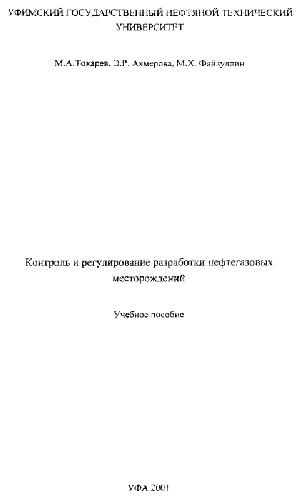 УФИМСКИЙ ГОСУДАРСТВЕННЫЙ НЕФТЯНОЙ ТЕХНИЧЕСКИЙ
УНИВЕРСИТЕТ
М.А.Токарев, Э.Р. Ахмерова, М.Х. Файзуллин
Контроль и регулирование разработки нефтегазовых
месторождений
Учебное пособие
УФА 2001